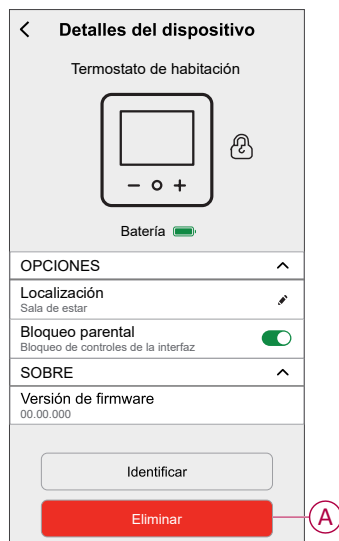 Detalles del dispositivo
Termostato de habitación
Batería
OPCIONES
Localización
Sala de estar
Bloqueo parental
Bloqueo de controles de la interfaz
SOBRE
Versión de firmware
00.00.000
Identificar
Eliminar
A